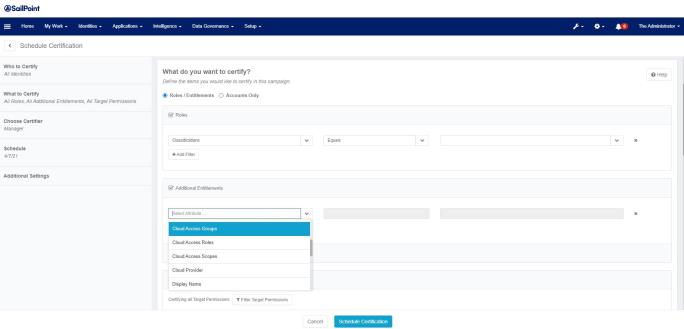 SailPoint
Home My Work Identities Applications Intelligence Data Governance Setup 6 The Administrator
Schedule Certification
Who to Certify
All Identities
What to Certify
All Roles, All Additional Entitlements, All Target Permissions
Choose Certifier
Manager
Schedule
4/7/21
Additional Settings
What do you want to certify?
Define the items you would like to certify in this campaign.
Help
Roles / Entitlements Accounts Only
Roles
Classifications Equals
Add Filter
Additional Entitlements
Select Attribute...
Cloud Access Groups
Cloud Access Roles
Cloud Access Scopes
Cloud Provider
Display Name
Certifying all Target Permissions Filter Target Permissions
Cancel Schedule Certification